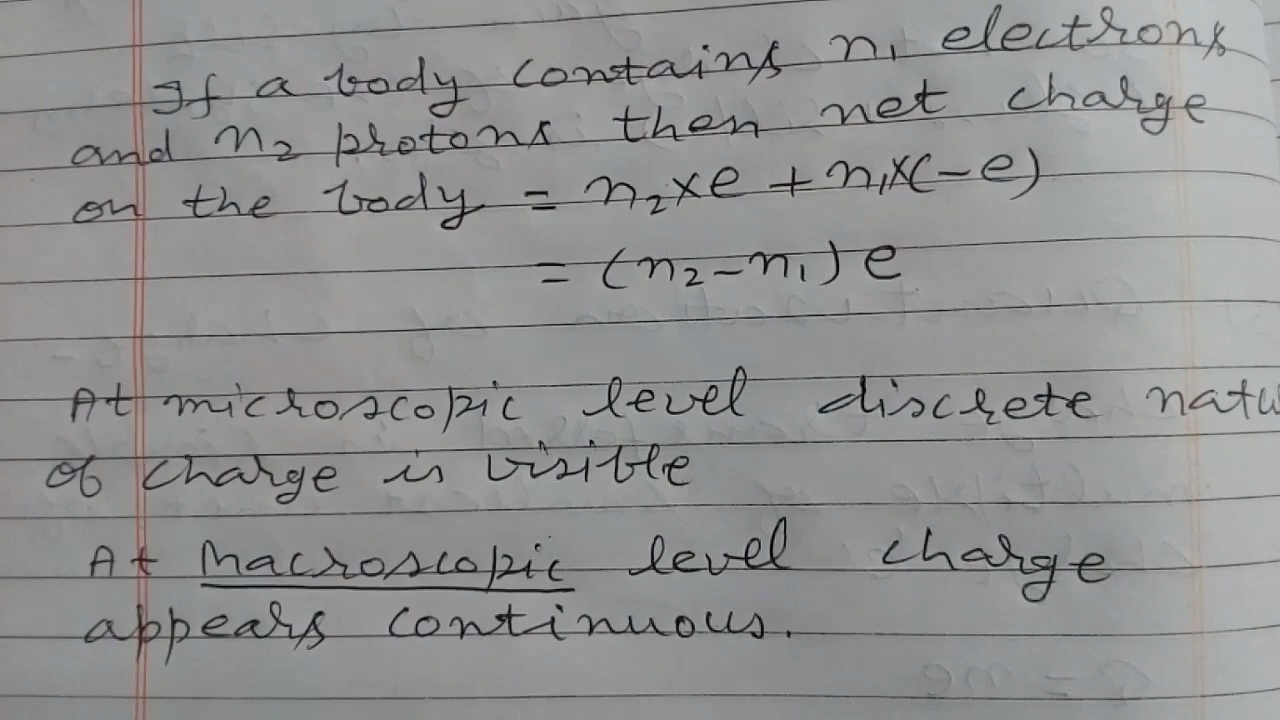 If a body contains n₁ electrons
and n₂ protons then net charge
on the body = n₂×e + n₁×(-e)
= (n₂-n₁)e
At microscopic level discrete natu
of charge is visible
At macroscopic level charge
appears continuous.